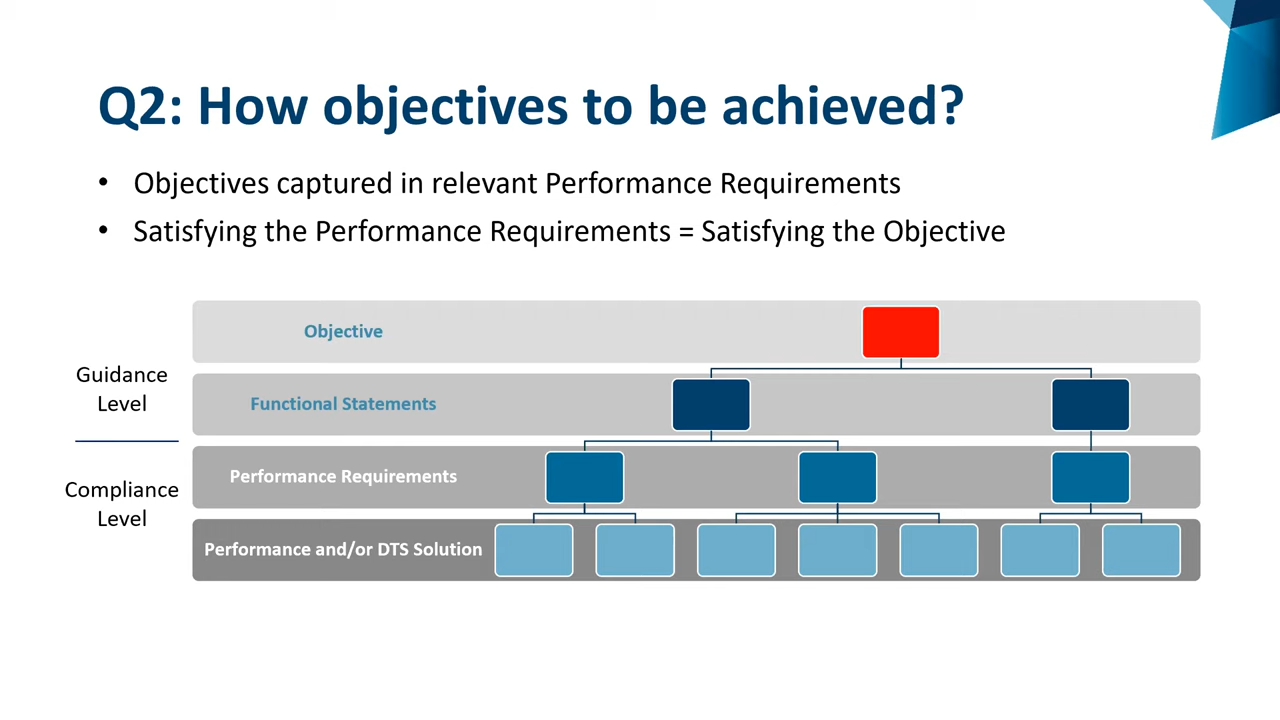 Q2: How objectives to be achieved?
• Objectives captured in relevant Performance Requirements
• Satisfying the Performance Requirements = Satisfying the Objective
Objective
Guidance
Level
Functional Statements
Performance Requirements
Compliance
Level
Performance and/or DTS Solution